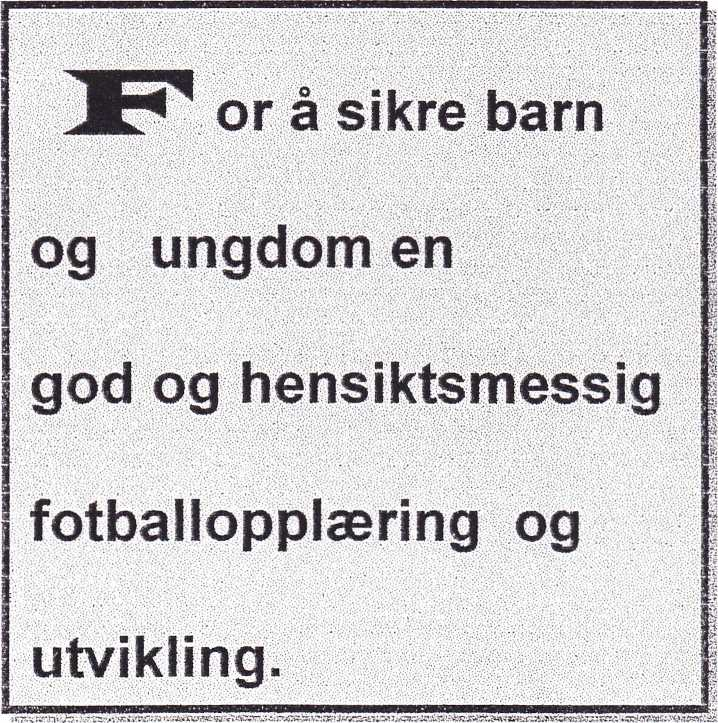 For å sikre barn
og ungdom en
god og hensiktsmessig
fotballopplæring og
utvikling.